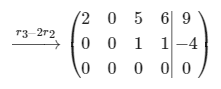 r₃−2r₂
2 0 5 6 9
0 0 1 1 −4
0 0 0 0 0